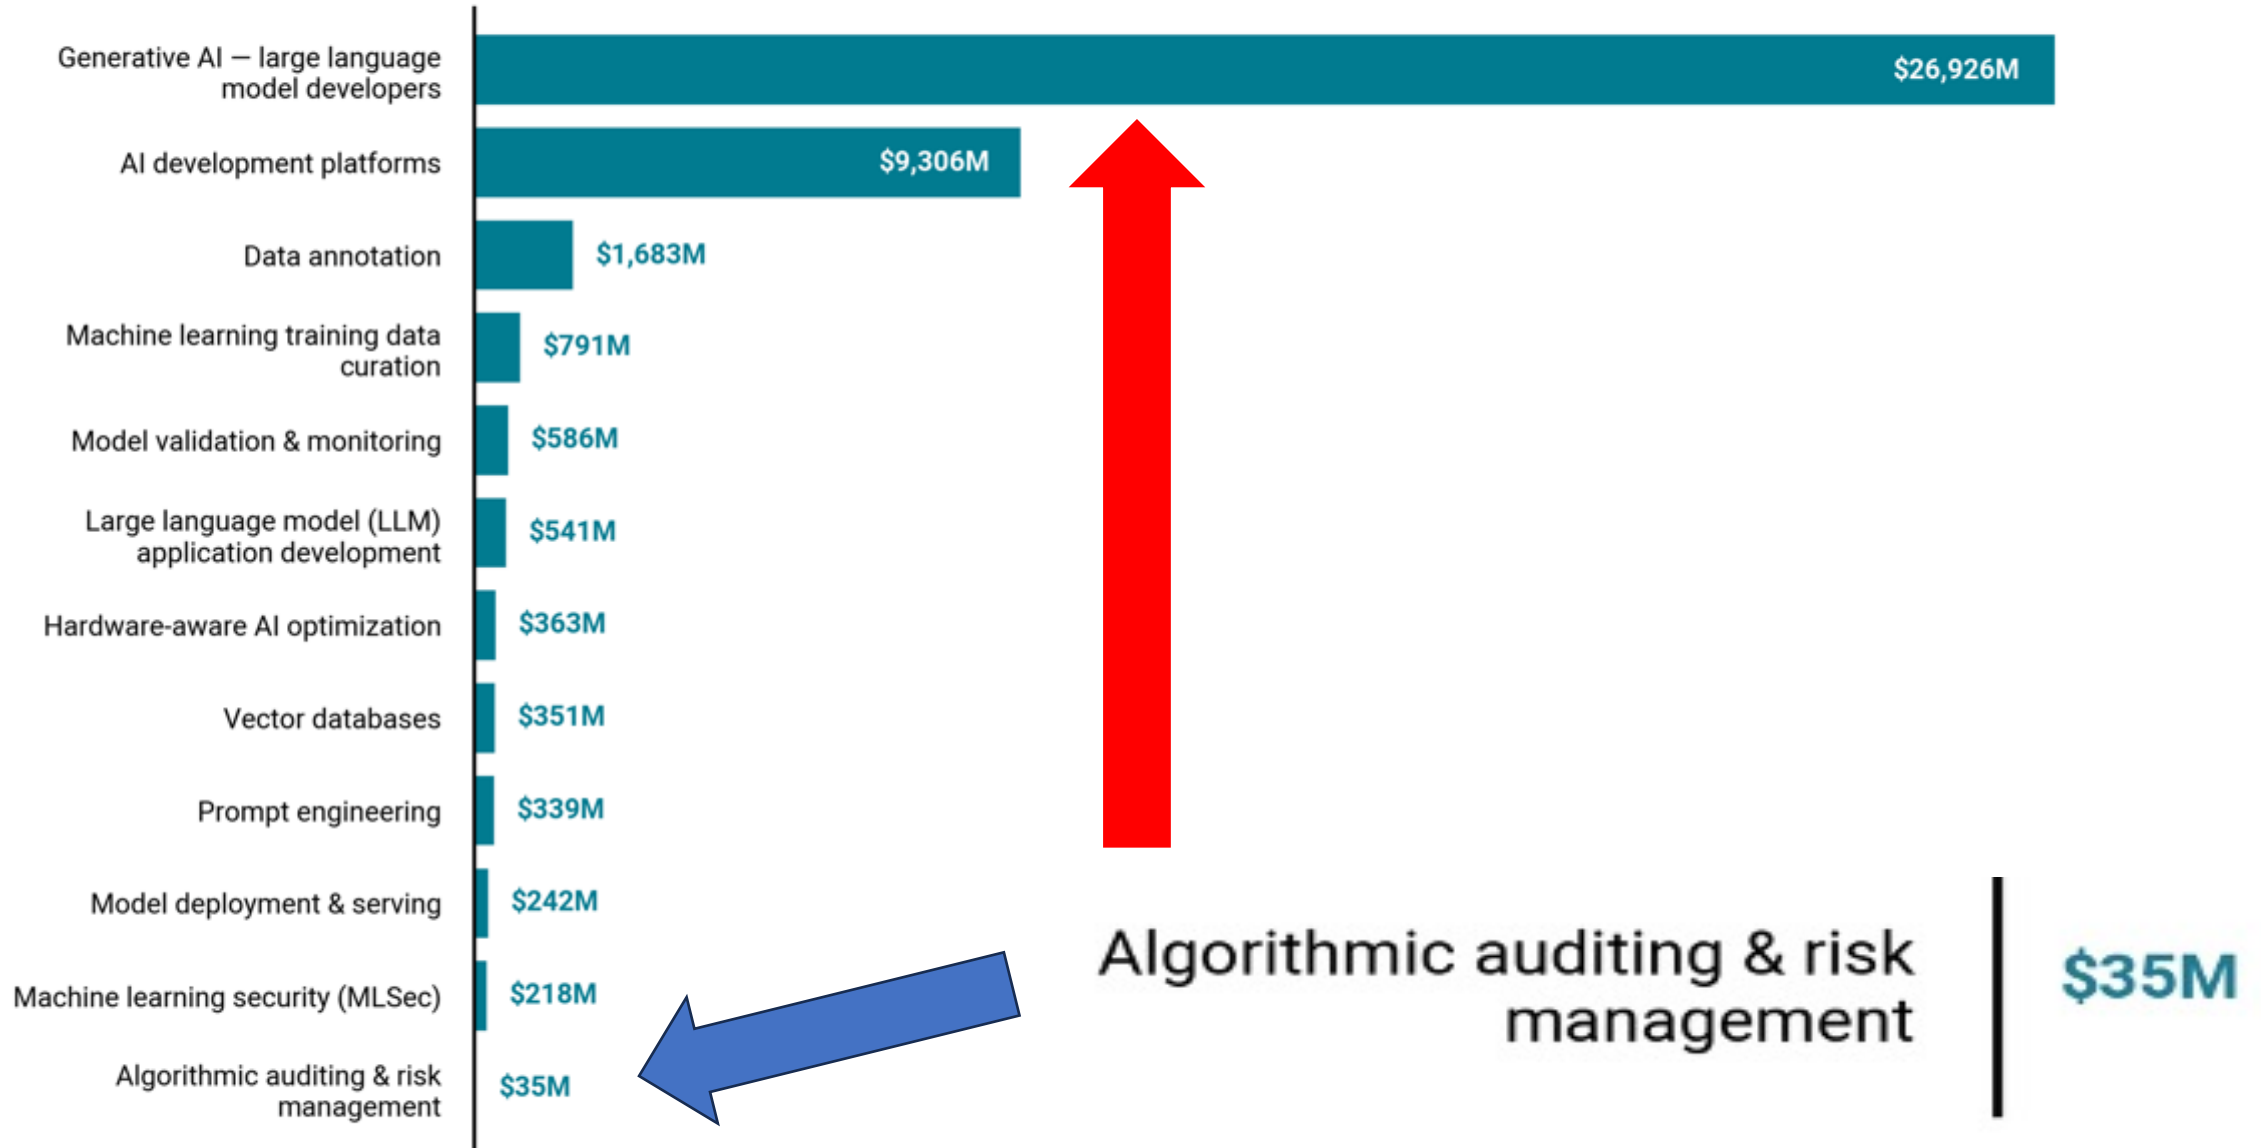 Generative AI — large language
model developers
$26,926M
AI development platforms
$9,306M
Data annotation
$1,683M
Machine learning training data
curation
$791M
Model validation & monitoring
$586M
Large language model (LLM)
application development
$541M
Hardware-aware AI optimization
$363M
Vector databases
$351M
Prompt engineering
$339M
Model deployment & serving
$242M
Machine learning security (MLSec)
$218M
Algorithmic auditing & risk
management
$35M
Algorithmic auditing & risk
management
$35M